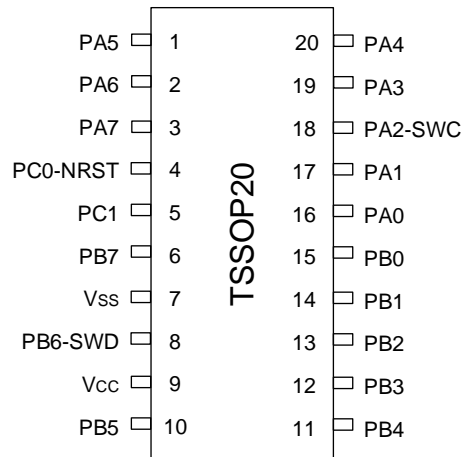 PA5 1 20 PA4
PA6 2 19 PA3
PA7 3 18 PA2-SWC
PC0-NRST 4 17 PA1
PC1 5 16 PA0
PB7 6 15 PB0
Vss 7 14 PB1
PB6-SWD 8 13 PB2
Vcc 9 12 PB3
PB5 10 11 PB4
TSSOP20